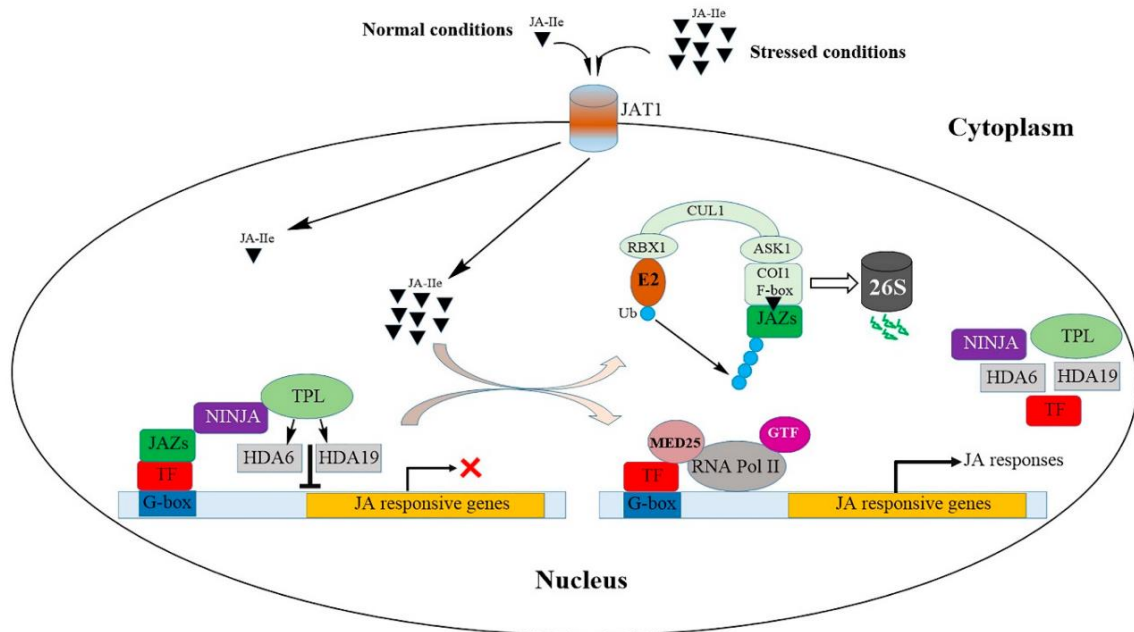 JA-IIe
JA-IIe
Normal conditions
Stressed conditions
JAT1
Cytoplasm
CUL1
RBX1
ASK1
JA-IIe
E2
COI1
F-box
26S
JA-IIe
Ub
JAZs
NINJA
TPL
HDA6
HDA19
TF
TPL
NINJA
JAZs
HDA6
HDA19
TF
G-box
JA responsive genes
MED25
GTF
RNA Pol II
TF
JA responses
G-box
JA responsive genes
Nucleus